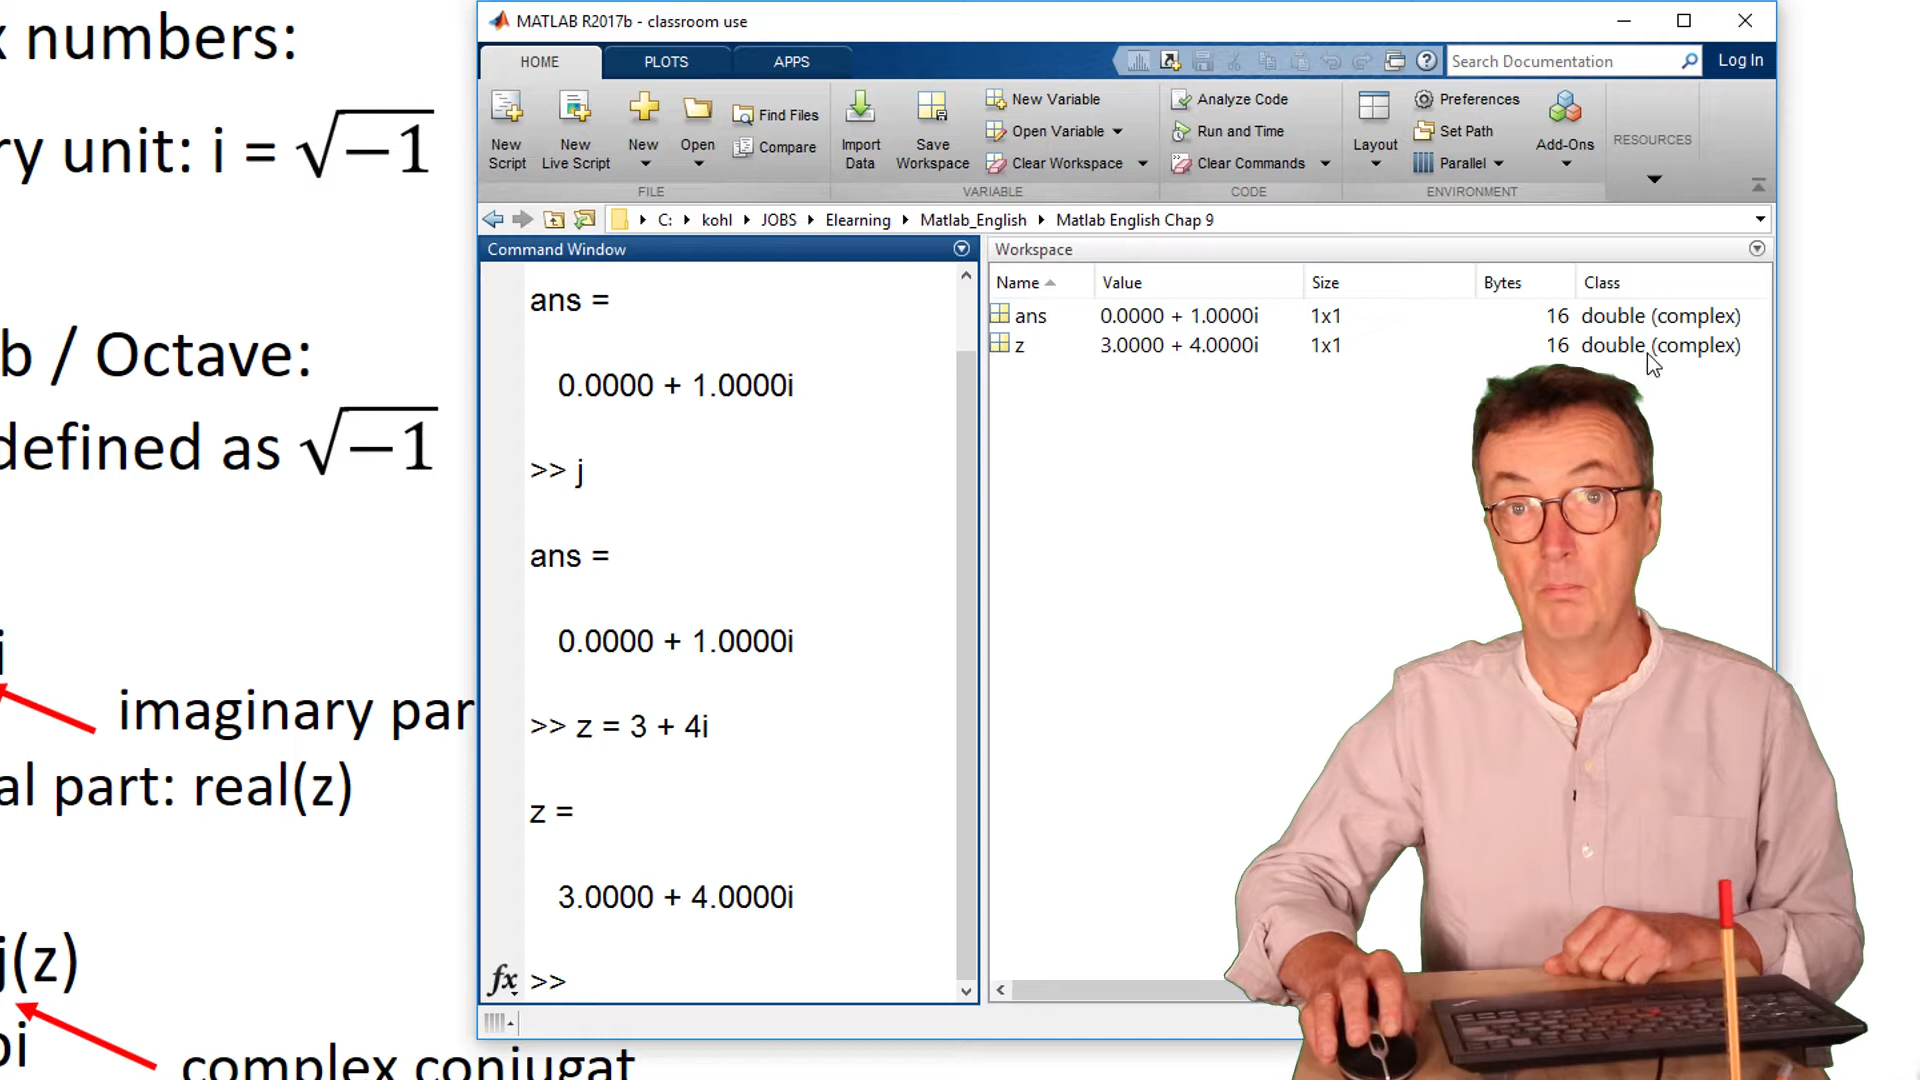 x numbers:
ry unit: i = √−1
b / Octave:
defined as √−1
i
imaginary par
al part: real(z)
j(z)
bi
complex conjugat
MATLAB R2017b - classroom use
HOME PLOTS APPS
Search Documentation
Log In
New Script
New Live Script
New
Open
Find Files
Compare
FILE
Import Data
Save Workspace
New Variable
Open Variable
Clear Workspace
VARIABLE
Analyze Code
Run and Time
Clear Commands
CODE
Layout
Preferences
Set Path
Parallel
Add-Ons
ENVIRONMENT
RESOURCES
C: kohl JOBS Elearning Matlab_English Matlab English Chap 9
Command Window
ans =
0.0000 + 1.0000i
>> j
ans =
0.0000 + 1.0000i
>> z = 3 + 4i
z =
3.0000 + 4.0000i
fx >>
Workspace
Name Value Size Bytes Class
ans 0.0000 + 1.0000i 1x1 16 double (complex)
z 3.0000 + 4.0000i 1x1 16 double (complex)